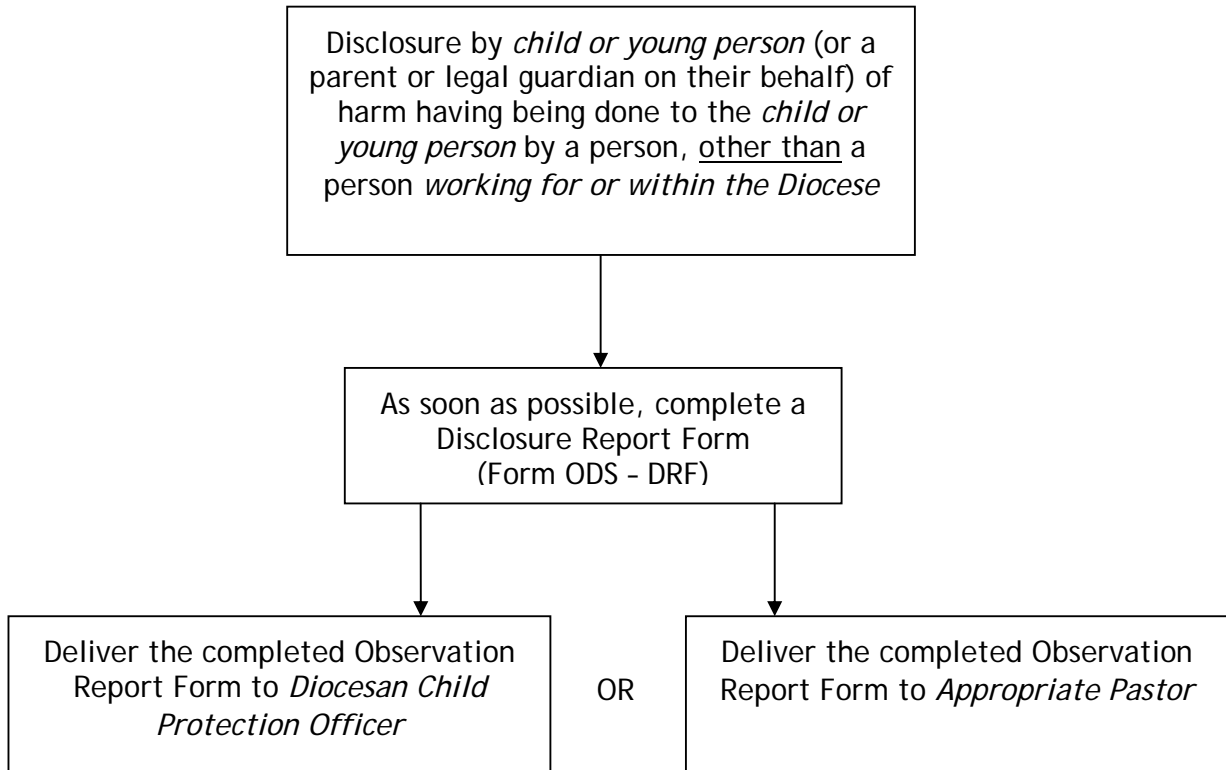 Disclosure by child or young person (or a
parent or legal guardian on their behalf) of
harm having being done to the child or
young person by a person, other than a
person working for or within the Diocese
As soon as possible, complete a
Disclosure Report Form
(Form ODS – DRF)
Deliver the completed Observation
Report Form to Diocesan Child
Protection Officer
OR
Deliver the completed Observation
Report Form to Appropriate Pastor